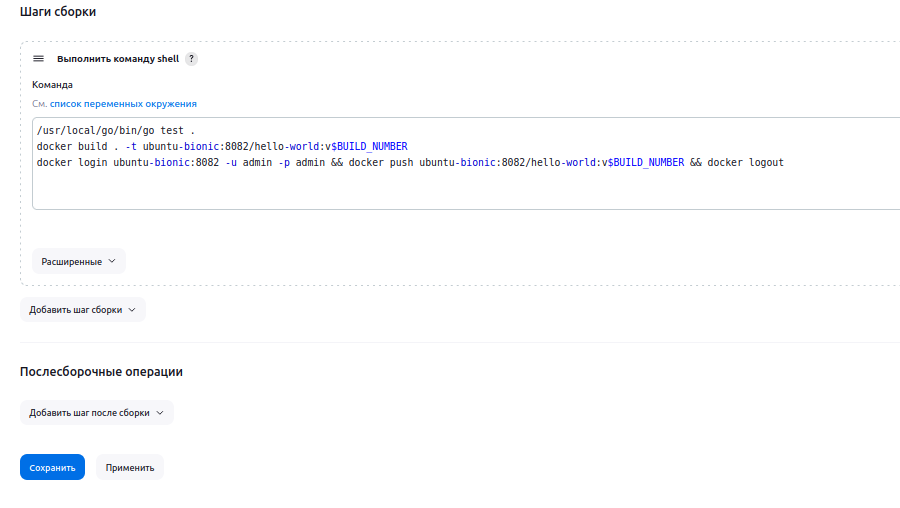 Шаги сборки
Выполнить команду shell ?
Команда
См. список переменных окружения
/usr/local/go/bin/go test .
docker build . -t ubuntu-bionic:8082/hello-world:v$BUILD_NUMBER
docker login ubuntu-bionic:8082 -u admin -p admin && docker push ubuntu-bionic:8082/hello-world:v$BUILD_NUMBER && docker logout
Расширенные
Добавить шаг сборки
Послесборочные операции
Добавить шаг после сборки
Сохранить Применить